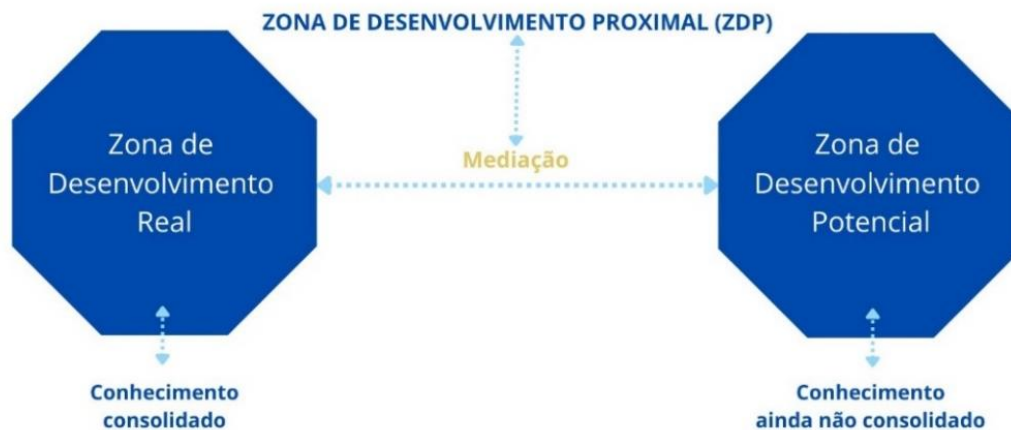 ZONA DE DESENVOLVIMENTO PROXIMAL (ZDP)
Zona de
Desenvolvimento
Real
Mediação
Zona de
Desenvolvimento
Potencial
Conhecimento
consolidado
Conhecimento
ainda não consolidado